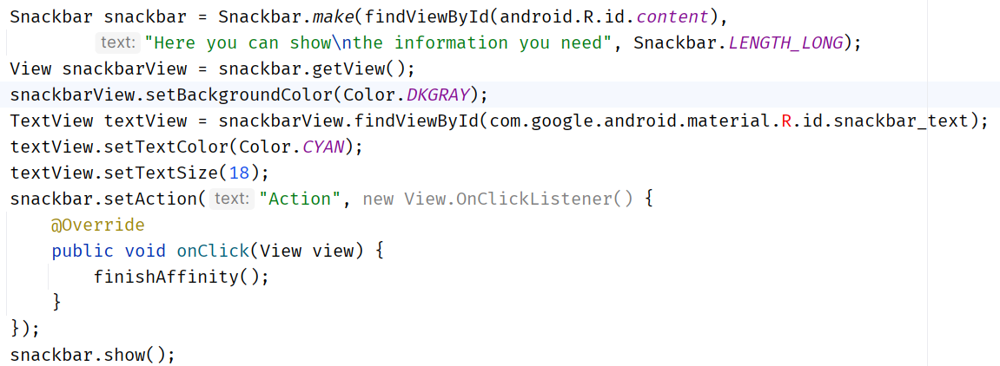 Snackbar snackbar = Snackbar.make(findViewById(android.R.id.content),
        text: "Here you can show\nthe information you need", Snackbar.LENGTH_LONG);
View snackbarView = snackbar.getView();
snackbarView.setBackgroundColor(Color.DKGRAY);
TextView textView = snackbarView.findViewById(com.google.android.material.R.id.snackbar_text);
textView.setTextColor(Color.CYAN);
textView.setTextSize(18);
snackbar.setAction( text: "Action", new View.OnClickListener() {
    @Override
    public void onClick(View view) {
        finishAffinity();
    }
});
snackbar.show();